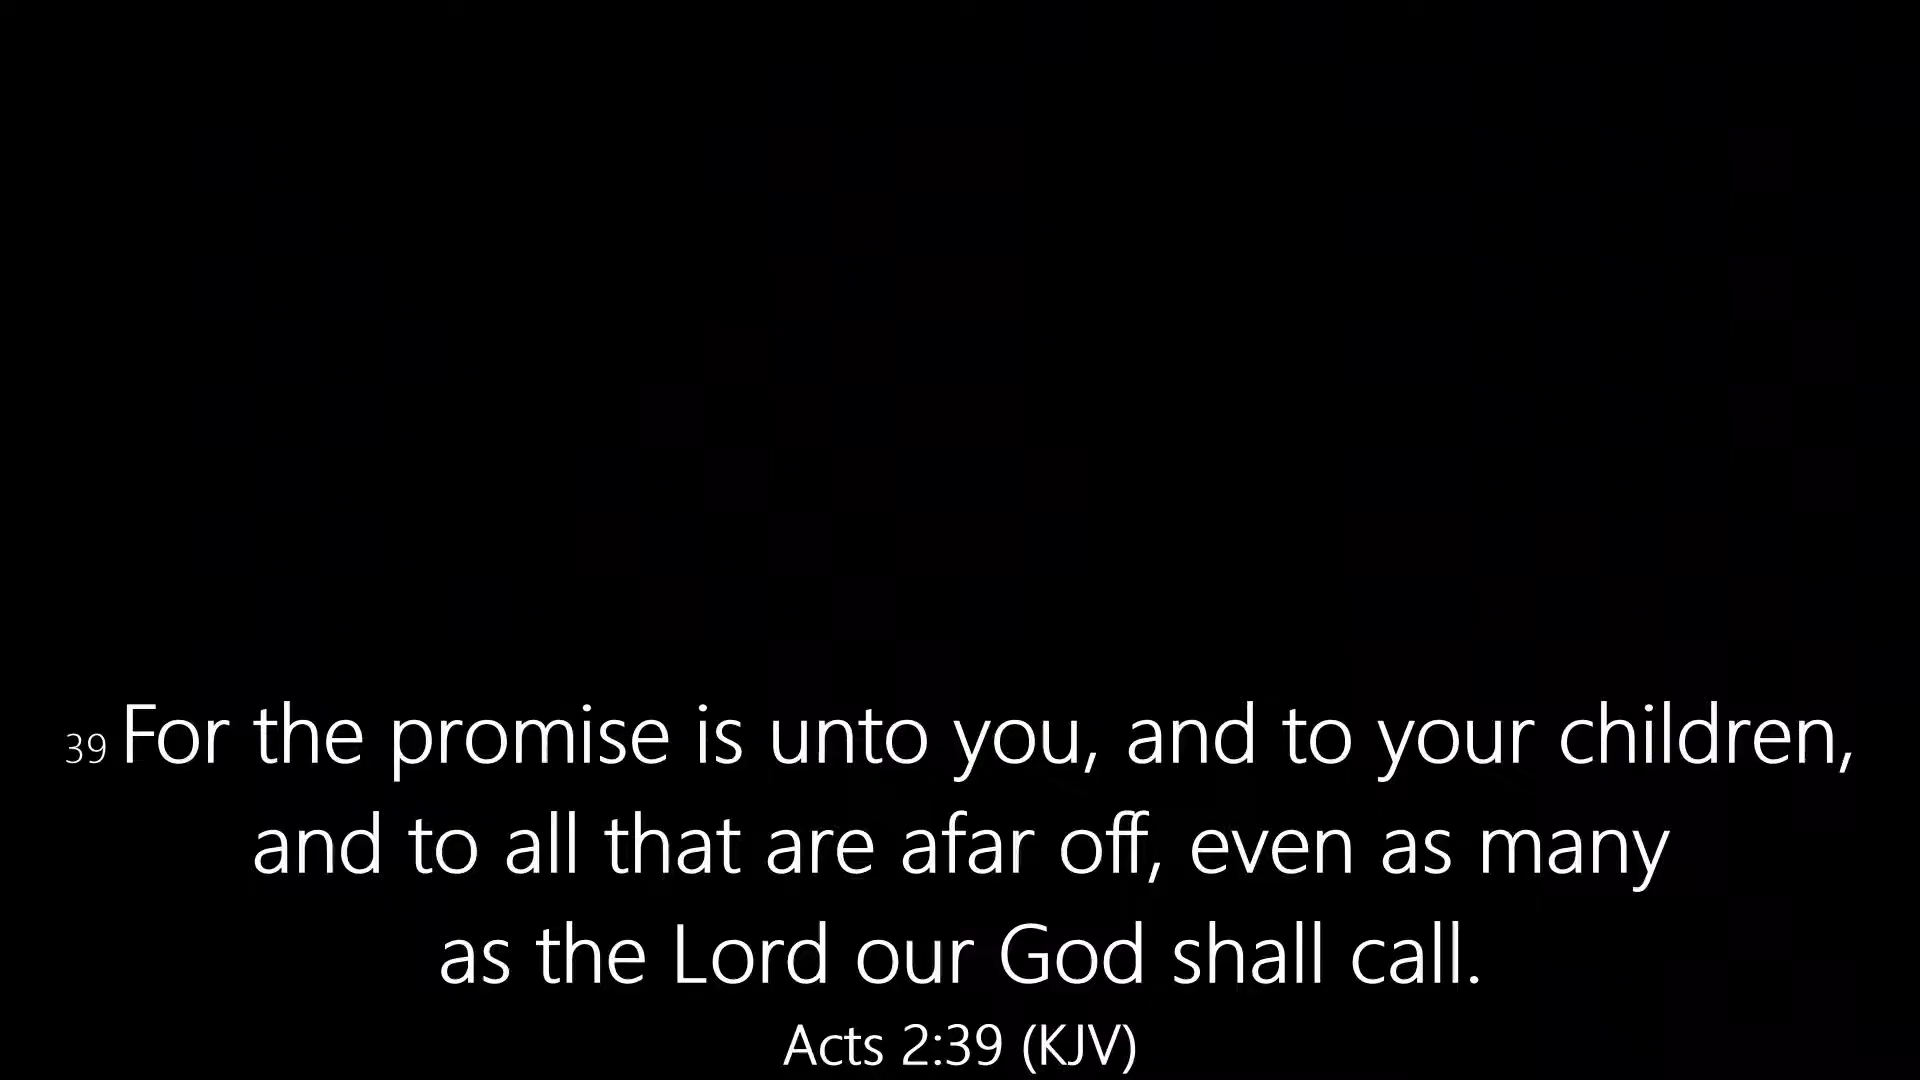 39 For the promise is unto you, and to your children,
and to all that are afar off, even as many
as the Lord our God shall call.
Acts 2:39 (KJV)